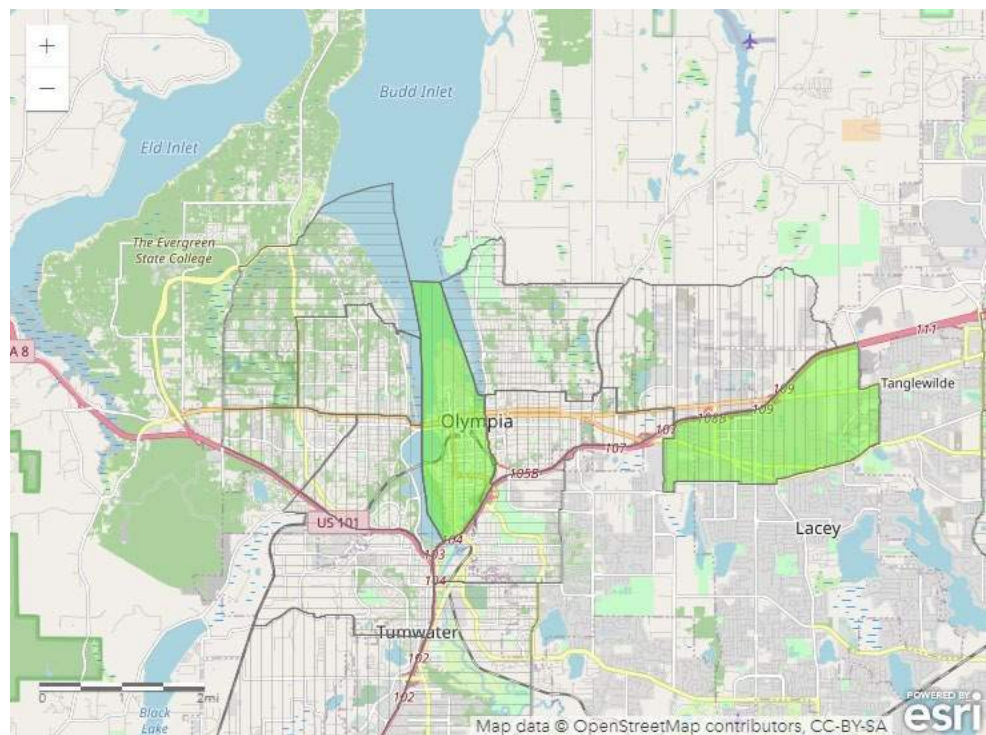 +
−
Budd Inlet
Eld Inlet
The Evergreen
State College
111
A 8
109
Tanglewilde
109
108B
Olympia
107
107
105B
US 101
Lacey
104
103
104
Tumwater
102
0 1 2mi
102
Black
Lake
POWERED BY
esri
Map data © OpenStreetMap contributors, CC-BY-SA